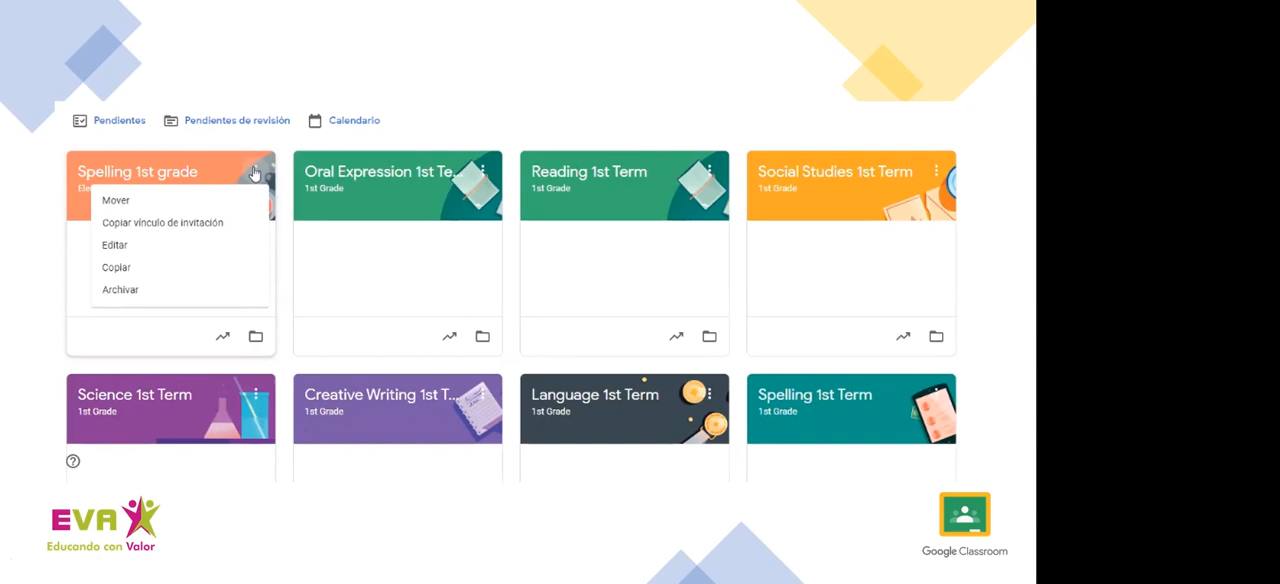 Pendientes
Pendientes de revisión
Calendario
Spelling 1st grade
Ele
Mover
Copiar vínculo de invitación
Editar
Copiar
Archivar
Oral Expression 1st Te...
1st Grade
Reading 1st Term
1st Grade
Social Studies 1st Term
1st Grade
Science 1st Term
1st Grade
Creative Writing 1st T...
1st Grade
Language 1st Term
1st Grade
Spelling 1st Term
1st Grade
EVA
Educando con Valor
Google Classroom